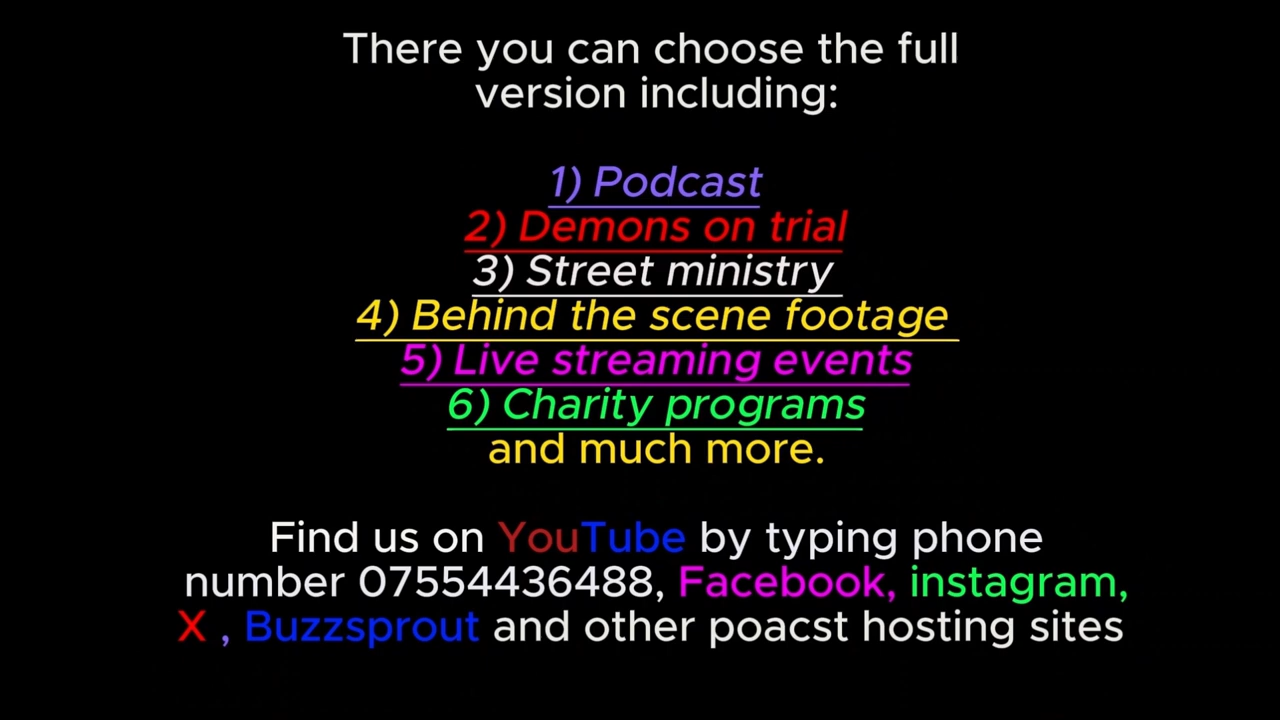 There you can choose the full
version including:
1) Podcast
2) Demons on trial
3) Street ministry
4) Behind the scene footage
5) Live streaming events
6) Charity programs
and much more.
Find us on YouTube by typing phone
number 07554436488, Facebook, instagram,
X , Buzzsprout and other poacst hosting sites